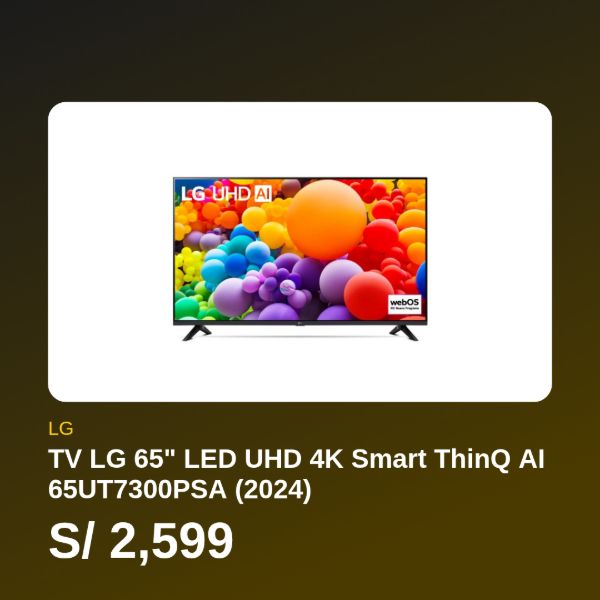 LG UHD AI
webOS
LG
TV LG 65" LED UHD 4K Smart ThinQ AI
65UT7300PSA (2024)
S/ 2,599